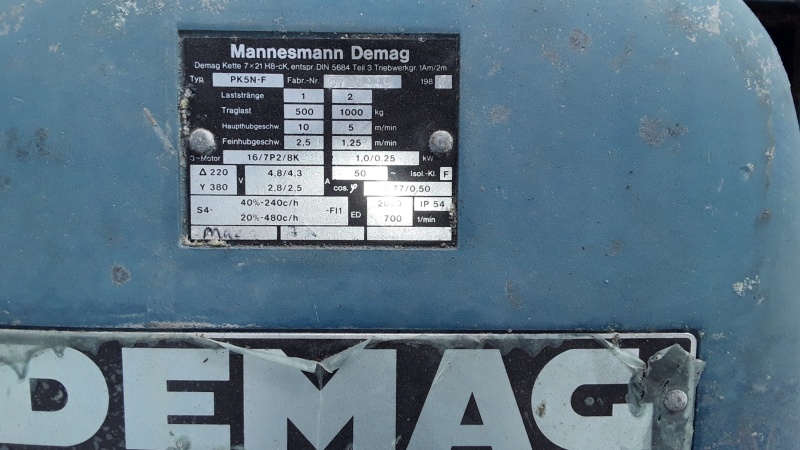 Mannesmann Demag
Demag Kette 7×21 H8-cK, entspr. DIN 5684 Teil 3 Triebwerkgr. 1Am/2m
Typ PK5N-F Fabr.-Nr. 198
Laststränge 1 2
Traglast 500 1000 kg
Haupthubgeschw. 10 5 m/min
Feinhubgeschw. 2,5 1,25 m/min
3~Motor 16/7P2/8K 1,0/0,25 kW
Δ 220 V 4,8/4,3 A 50 ~ Isol.-Kl. F
Y 380 2,8/2,5 cos. φ 77/0,50
S4- 40%-240c/h -FI1 ED IP 54
20%-480c/h 700 1/min
DEMAG